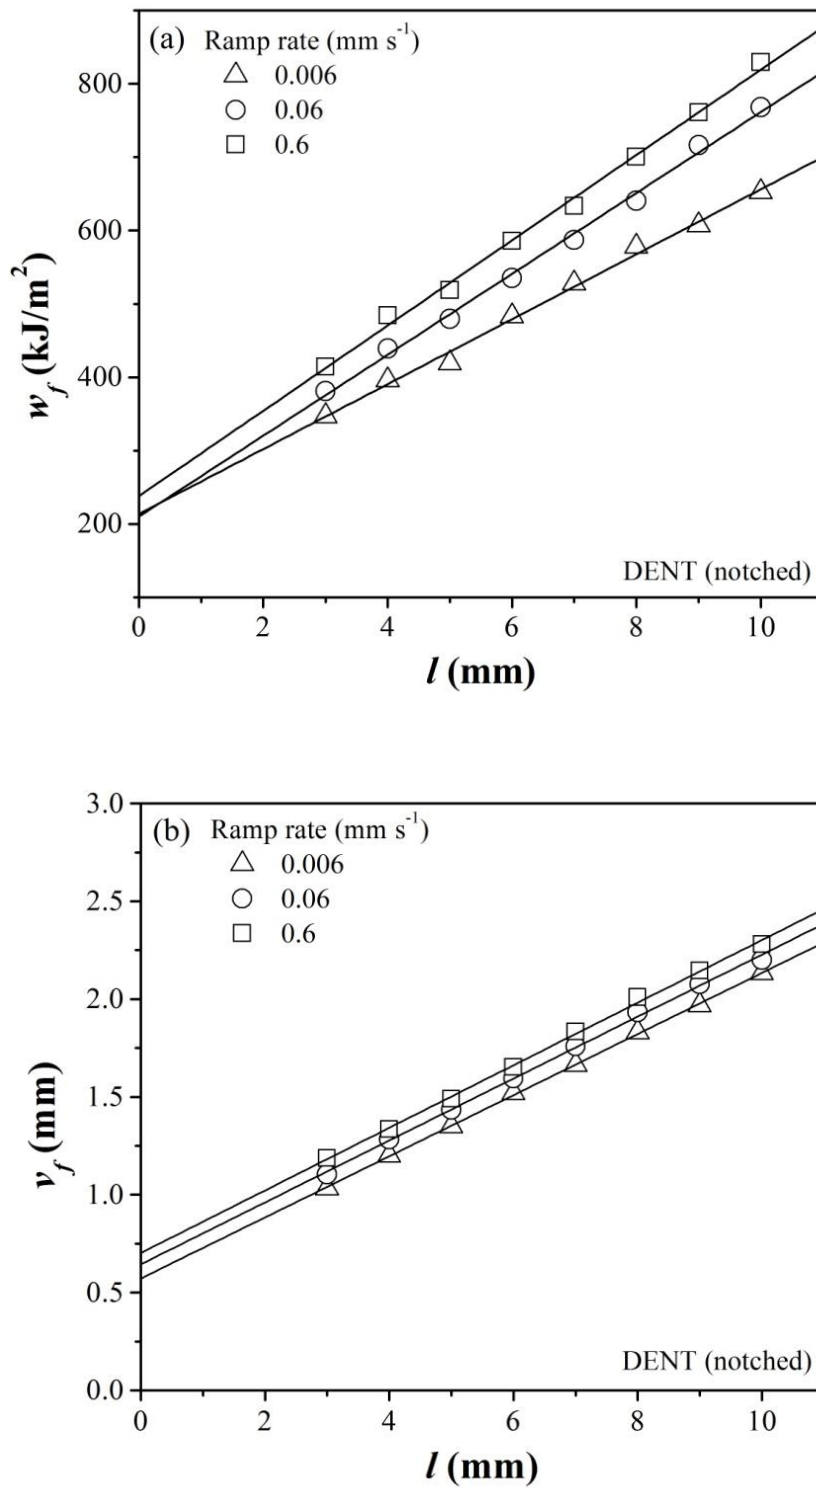 (a) Ramp rate (mm s⁻¹)
0.006
0.06
0.6
800
600
400
200
w_f (kJ/m²)
DENT (notched)
0 2 4 6 8 10
l (mm)
3.0
(b) Ramp rate (mm s⁻¹)
0.006
0.06
0.6
2.5
2.0
1.5
1.0
0.5
0.0
v_f (mm)
DENT (notched)
0 2 4 6 8 10
l (mm)